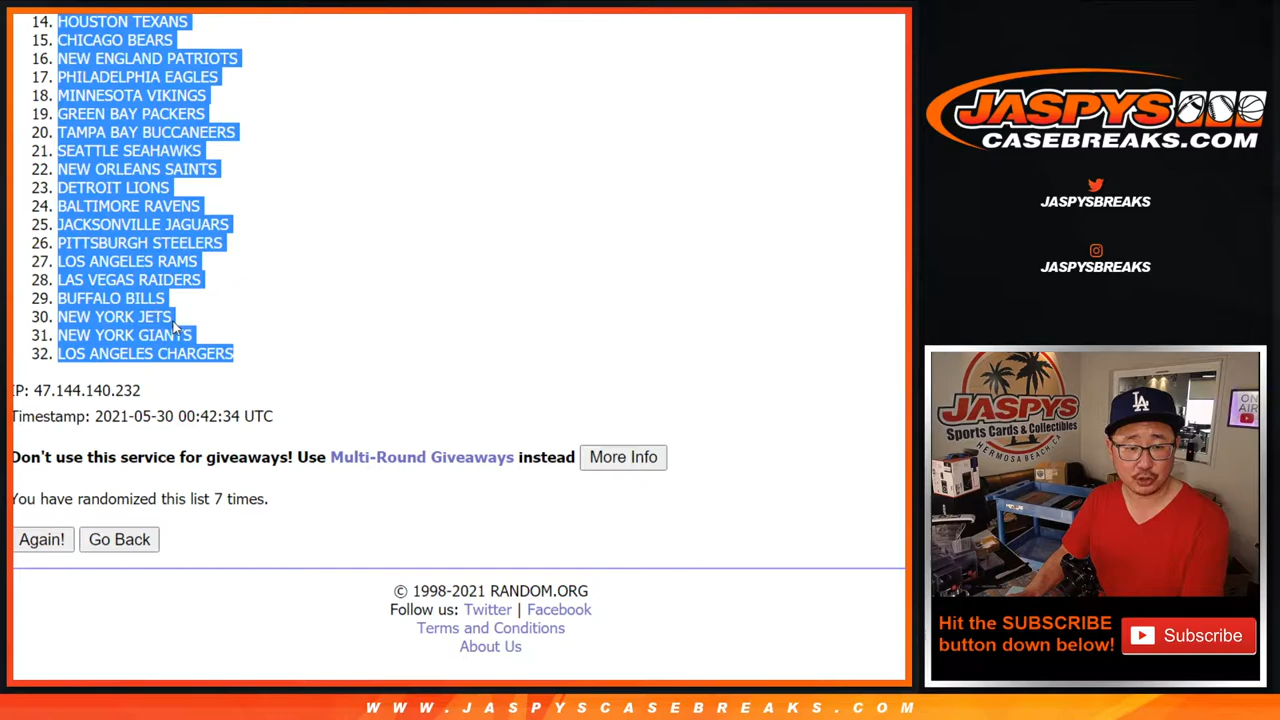 14. HOUSTON TEXANS
15. CHICAGO BEARS
16. NEW ENGLAND PATRIOTS
17. PHILADELPHIA EAGLES
18. MINNESOTA VIKINGS
19. GREEN BAY PACKERS
20. TAMPA BAY BUCCANEERS
21. SEATTLE SEAHAWKS
22. NEW ORLEANS SAINTS
23. DETROIT LIONS
24. BALTIMORE RAVENS
25. JACKSONVILLE JAGUARS
26. PITTSBURGH STEELERS
27. LOS ANGELES RAMS
28. LAS VEGAS RAIDERS
29. BUFFALO BILLS
30. NEW YORK JETS
31. NEW YORK GIANTS
32. LOS ANGELES CHARGERS
IP: 47.144.140.232
Timestamp: 2021-05-30 00:42:34 UTC
Don't use this service for giveaways! Use Multi-Round Giveaways instead More Info
You have randomized this list 7 times.
Again! Go Back
© 1998-2021 RANDOM.ORG
Follow us: Twitter | Facebook
Terms and Conditions
About Us
JASPYS
CASEBREAKS.COM
JASPYSBREAKS
JASPYSBREAKS
JASPYS
Sports Cards & Collectibles
HERMOSA BEACH, CA
LA
ON
AIR
Hit the SUBSCRIBE
button down below!
Subscribe
WWW.JASPYSCASEBREAKS.COM